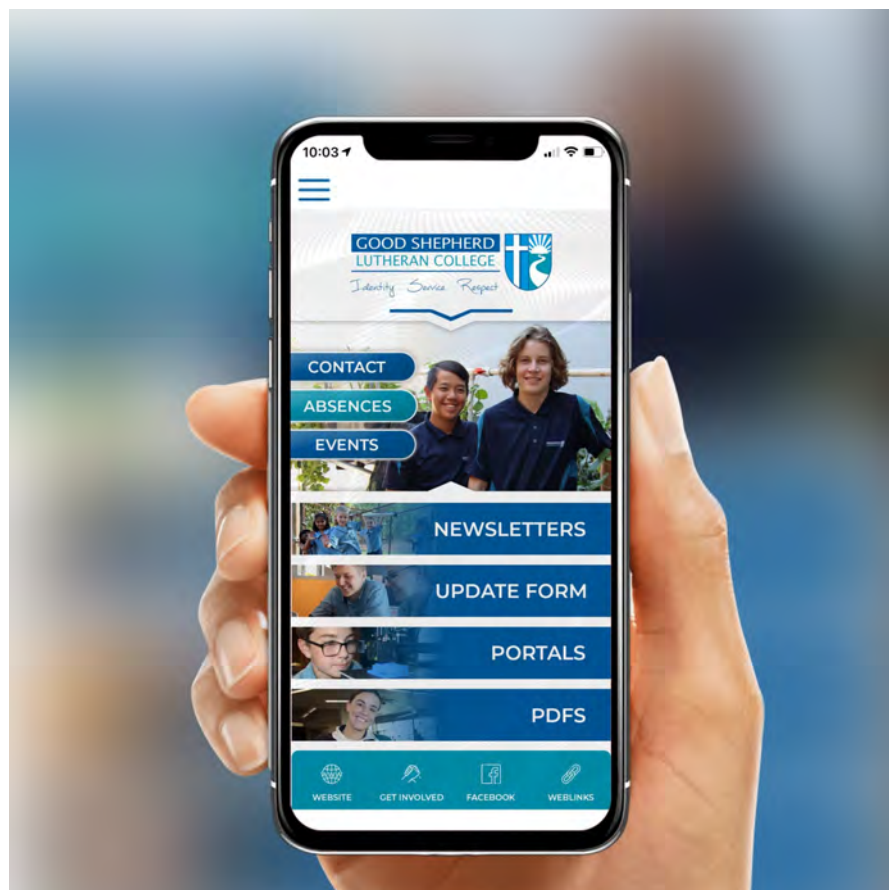 10:03
GOOD SHEPHERD
LUTHERAN COLLEGE
Identity Service Respect
CONTACT
ABSENCES
EVENTS
NEWSLETTERS
UPDATE FORM
PORTALS
PDFS
WEBSITE GET INVOLVED FACEBOOK WEBLINKS